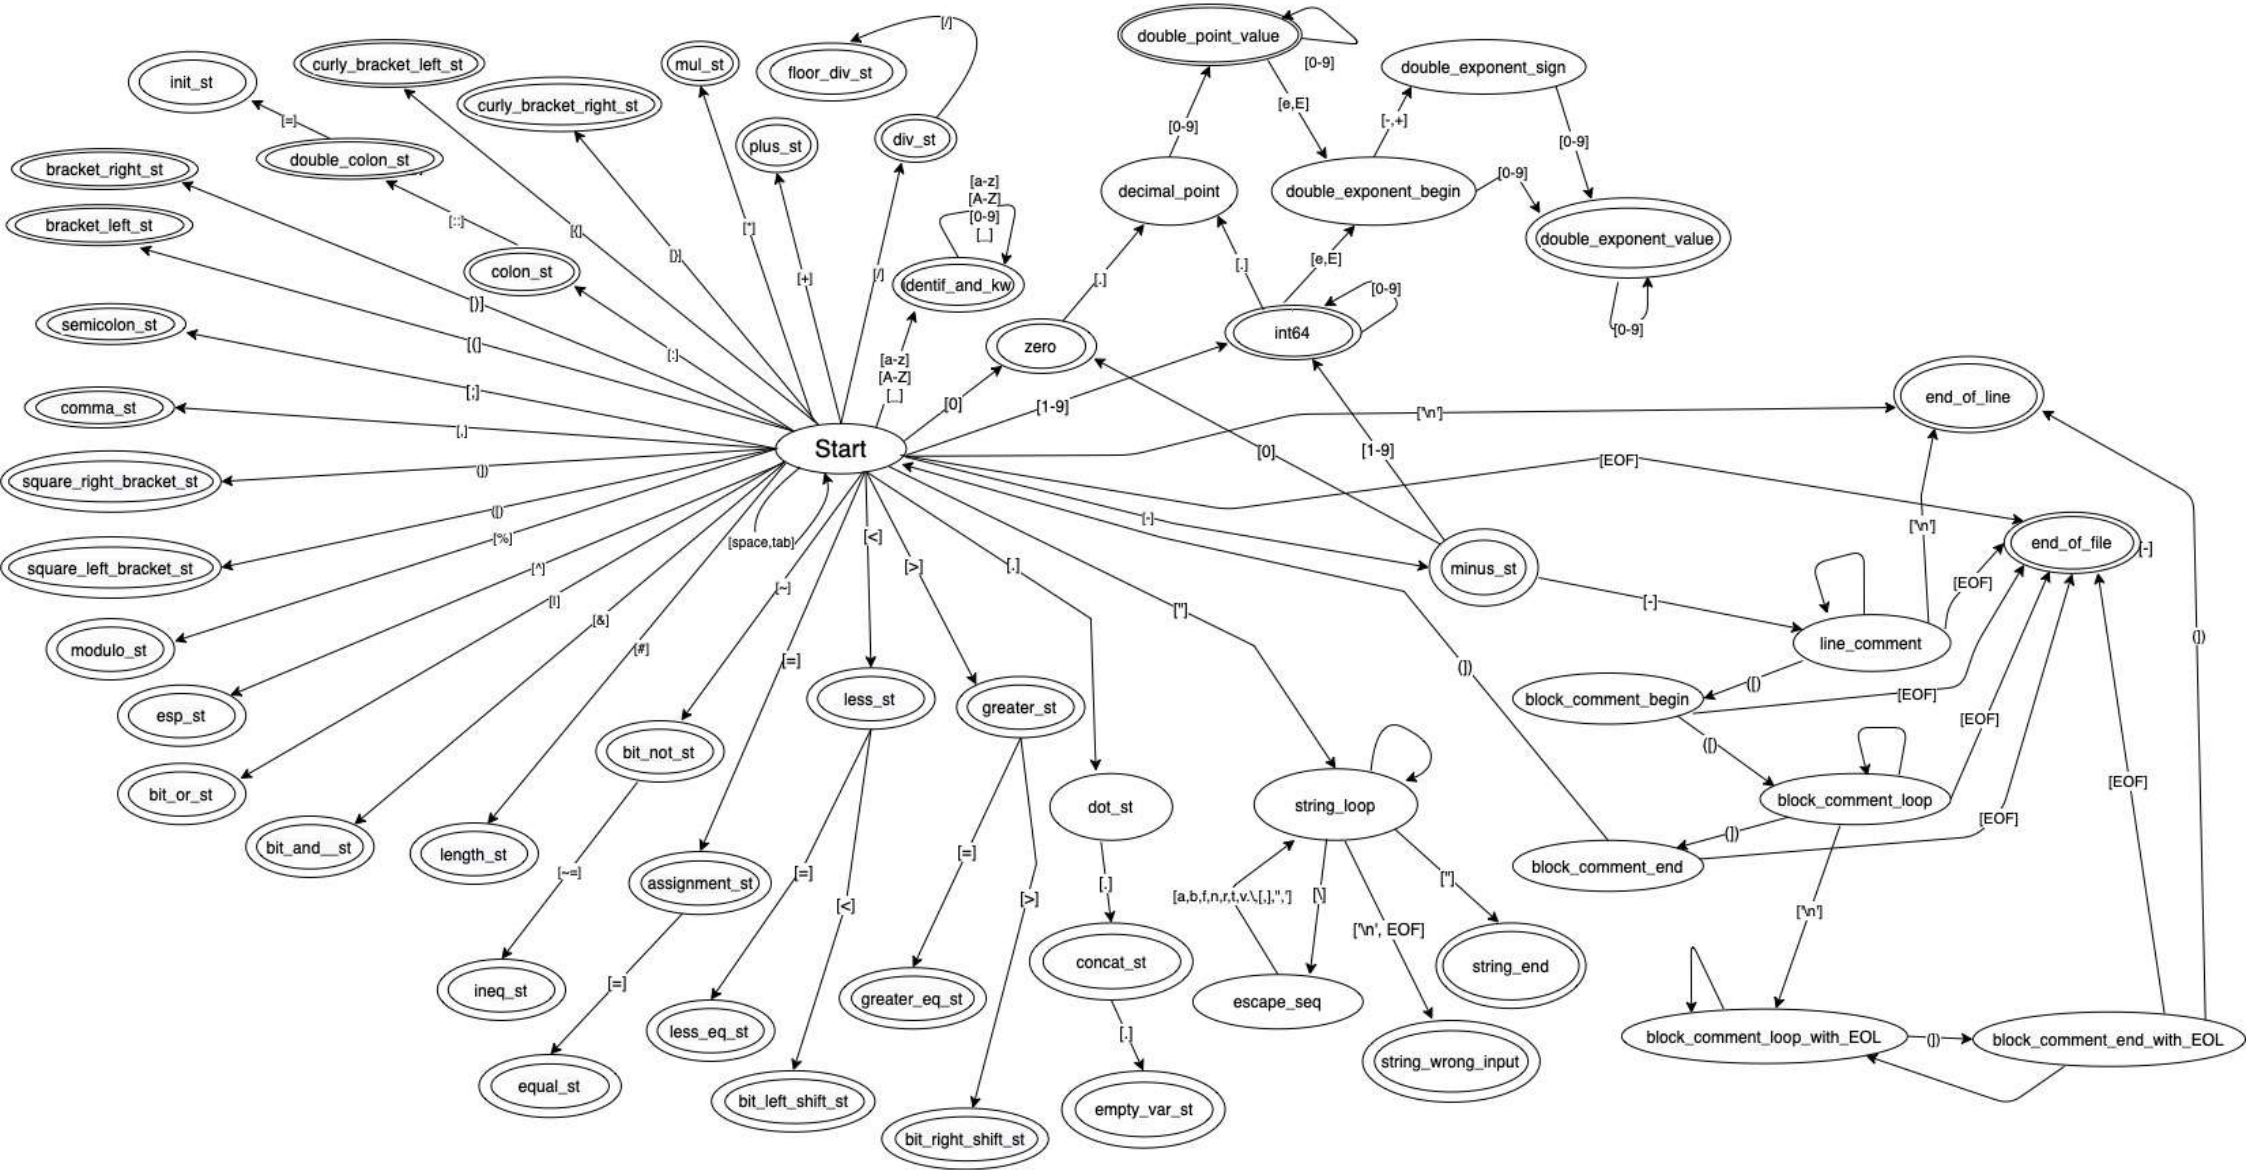 double_point_value
[/]
init_st
curly_bracket_left_st
mul_st
floor_div_st
[0-9]
double_exponent_sign
curly_bracket_right_st
[e,E]
[=]
[-,+]
double_colon_st
plus_st
div_st
[0-9]
[0-9]
bracket_right_st
[a-z]
[A-Z]
[0-9]
[_]
decimal_point
double_exponent_begin
[0-9]
bracket_left_st
[::]
[{]
[*]
[}]
double_exponent_value
colon_st
[+]
[/]
identif_and_kw
[.]
[.]
[e,E]
[0-9]
[)]
semicolon_st
[(]
[:]
zero
int64
[0-9]
[a-z]
[A-Z]
[_]
[;]
comma_st
[0]
[1-9]
['\n']
end_of_line
[,]
Start
[0]
[1-9]
[EOF]
square_right_bracket_st
(])
([)
[-]
['\n']
[%]
[space,tab]
[<]
end_of_file
[-]
square_left_bracket_st
[^]
[>]
[.]
minus_st
[EOF]
[~]
[|]
[-]
[&]
["]
modulo_st
[#]
[=]
(])
line_comment
(])
([)
esp_st
less_st
greater_st
block_comment_begin
[EOF]
[EOF]
bit_not_st
([)
bit_or_st
dot_st
string_loop
block_comment_loop
[EOF]
bit_and__st
length_st
(])
[EOF]
[~=]
assignment_st
[=]
[=]
[.]
[a,b,f,n,r,t,v.\,[,],",']
[\]
["]
block_comment_end
[<]
[>]
['\n', EOF]
['\n']
ineq_st
[=]
greater_eq_st
concat_st
string_end
escape_seq
less_eq_st
[.]
block_comment_loop_with_EOL
(])
block_comment_end_with_EOL
string_wrong_input
equal_st
bit_left_shift_st
empty_var_st
bit_right_shift_st